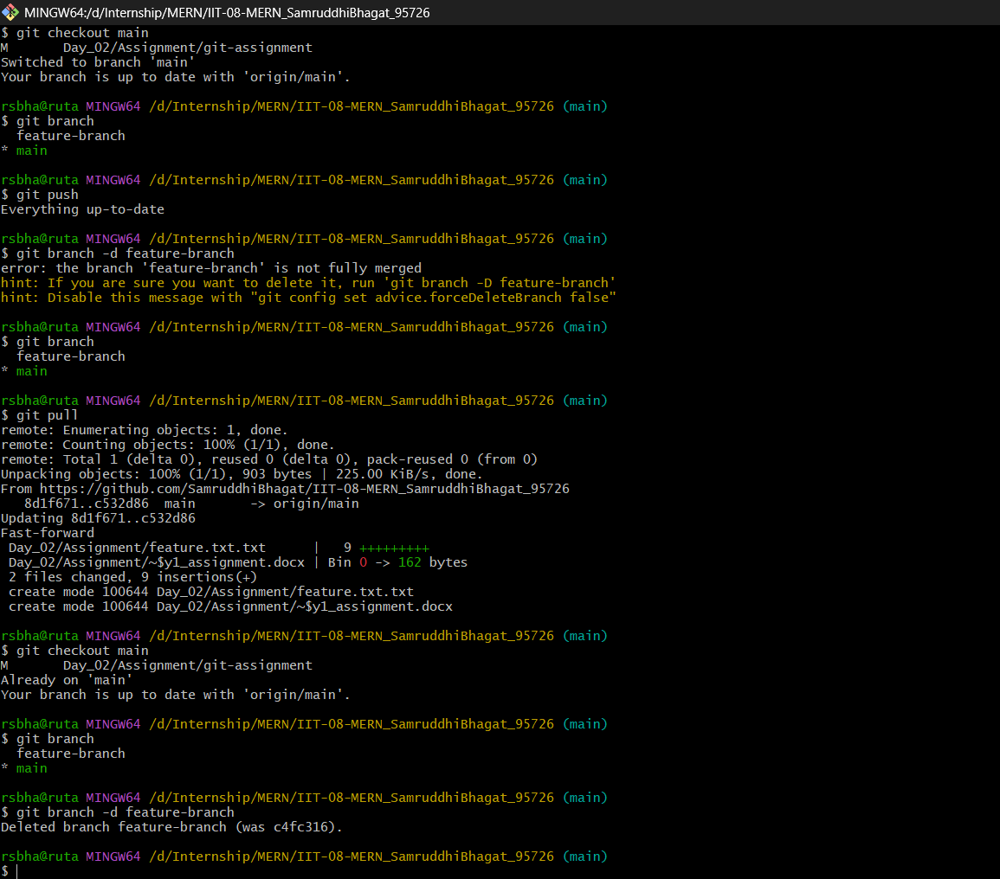 MINGW64:/d/Internship/MERN/IIT-08-MERN_SamruddhiBhagat_95726
$ git checkout main
M       Day_02/Assignment/git-assignment
Switched to branch 'main'
Your branch is up to date with 'origin/main'.
rsbha@ruta MINGW64 /d/Internship/MERN/IIT-08-MERN_SamruddhiBhagat_95726 (main)
$ git branch
  feature-branch
* main
rsbha@ruta MINGW64 /d/Internship/MERN/IIT-08-MERN_SamruddhiBhagat_95726 (main)
$ git push
Everything up-to-date
rsbha@ruta MINGW64 /d/Internship/MERN/IIT-08-MERN_SamruddhiBhagat_95726 (main)
$ git branch -d feature-branch
error: the branch 'feature-branch' is not fully merged
hint: If you are sure you want to delete it, run 'git branch -D feature-branch'
hint: Disable this message with "git config set advice.forceDeleteBranch false"
rsbha@ruta MINGW64 /d/Internship/MERN/IIT-08-MERN_SamruddhiBhagat_95726 (main)
$ git branch
  feature-branch
* main
rsbha@ruta MINGW64 /d/Internship/MERN/IIT-08-MERN_SamruddhiBhagat_95726 (main)
$ git pull
remote: Enumerating objects: 1, done.
remote: Counting objects: 100% (1/1), done.
remote: Total 1 (delta 0), reused 0 (delta 0), pack-reused 0 (from 0)
Unpacking objects: 100% (1/1), 903 bytes | 225.00 KiB/s, done.
From https://github.com/SamruddhiBhagat/IIT-08-MERN_SamruddhiBhagat_95726
   8d1f671..c532d86  main       -> origin/main
Updating 8d1f671..c532d86
Fast-forward
 Day_02/Assignment/feature.txt.txt      |   9 +++++++++
 Day_02/Assignment/~$y1_assignment.docx | Bin 0 -> 162 bytes
 2 files changed, 9 insertions(+)
 create mode 100644 Day_02/Assignment/feature.txt.txt
 create mode 100644 Day_02/Assignment/~$y1_assignment.docx
rsbha@ruta MINGW64 /d/Internship/MERN/IIT-08-MERN_SamruddhiBhagat_95726 (main)
$ git checkout main
M       Day_02/Assignment/git-assignment
Already on 'main'
Your branch is up to date with 'origin/main'.
rsbha@ruta MINGW64 /d/Internship/MERN/IIT-08-MERN_SamruddhiBhagat_95726 (main)
$ git branch
  feature-branch
* main
rsbha@ruta MINGW64 /d/Internship/MERN/IIT-08-MERN_SamruddhiBhagat_95726 (main)
$ git branch -d feature-branch
Deleted branch feature-branch (was c4fc316).
rsbha@ruta MINGW64 /d/Internship/MERN/IIT-08-MERN_SamruddhiBhagat_95726 (main)
$